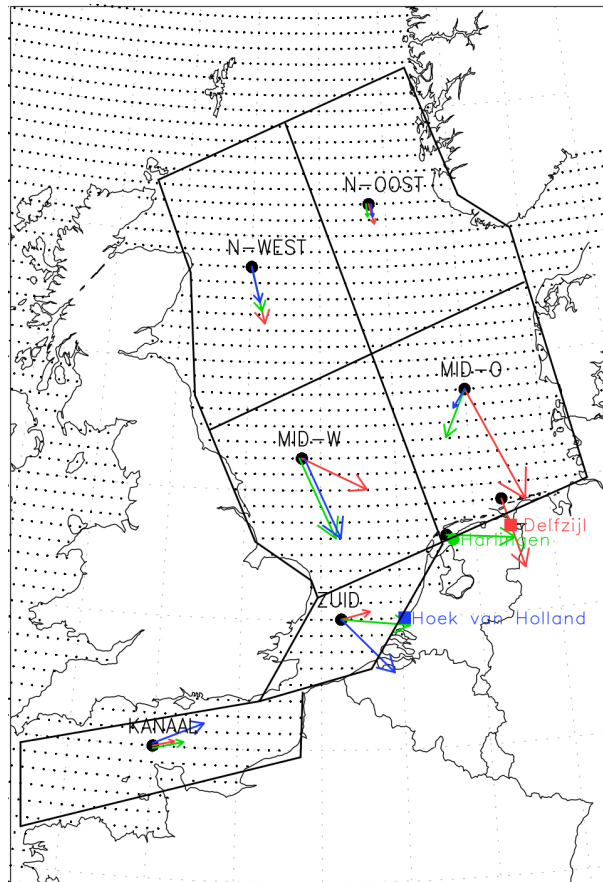 N-OOST
N-WEST
MID-O
MID-W
Delfzijl
Harlingen
ZUID
Hoek van Holland
KANAAL